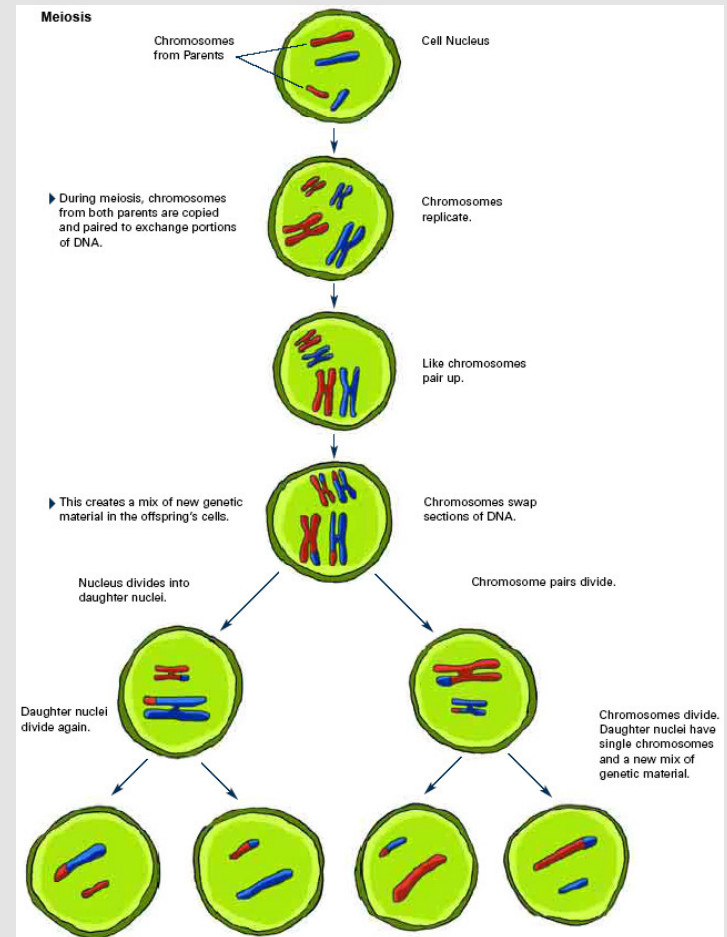 Meiosis
Chromosomes
from Parents
Cell Nucleus
During meiosis, chromosomes
from both parents are copied
and paired to exchange portions
of DNA.
Chromosomes
replicate.
Like chromosomes
pair up.
This creates a mix of new genetic
material in the offspring's cells.
Chromosomes swap
sections of DNA.
Nucleus divides into
daughter nuclei.
Chromosome pairs divide.
Daughter nuclei
divide again.
Chromosomes divide.
Daughter nuclei have
single chromosomes
and a new mix of
genetic material.